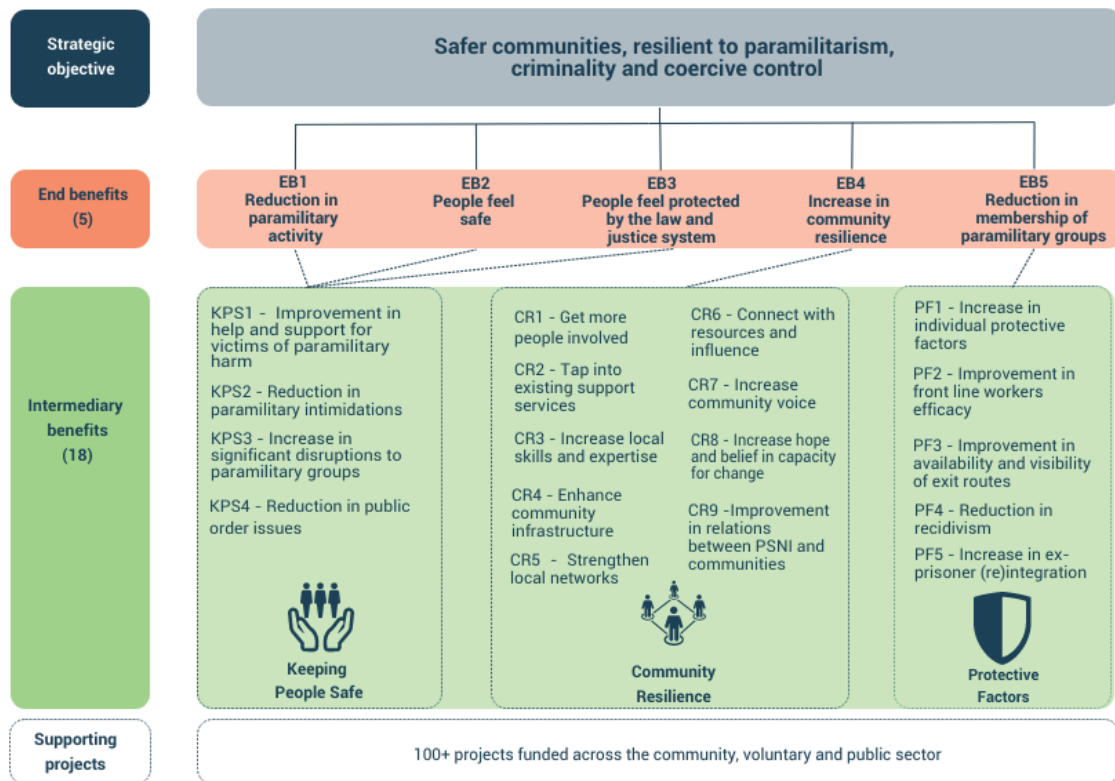 Strategic
objective
Safer communities, resilient to paramilitarism,
criminality and coercive control
End benefits
(5)
EB1
Reduction in
paramilitary
activity
EB2
People feel
safe
EB3
People feel protected
by the law and
justice system
EB4
Increase in
community
resilience
EB5
Reduction in
membership of
paramilitary groups
Intermediary
benefits
(18)
KPS1 - Improvement in
help and support for
victims of paramilitary
harm
KPS2 - Reduction in
paramilitary intimidations
KPS3 - Increase in
significant disruptions to
paramilitary groups
KPS4 - Reduction in public
order issues
Keeping
People Safe
CR1 - Get more
people involved
CR2 - Tap into
existing support
services
CR3 - Increase local
skills and expertise
CR4 - Enhance
community
infrastructure
CR5 - Strengthen
local networks
CR6 - Connect with
resources and
influence
CR7 - Increase
community voice
CR8 - Increase hope
and belief in capacity
for change
CR9 -Improvement
in relations
between PSNI and
communities
Community
Resilience
PF1 - Increase in
individual protective
factors
PF2 - Improvement in
front line workers
efficacy
PF3 - Improvement in
availability and visibility
of exit routes
PF4 - Reduction in
recidivism
PF5 - Increase in ex-
prisoner (re)integration
Protective
Factors
Supporting
projects
100+ projects funded across the community, voluntary and public sector